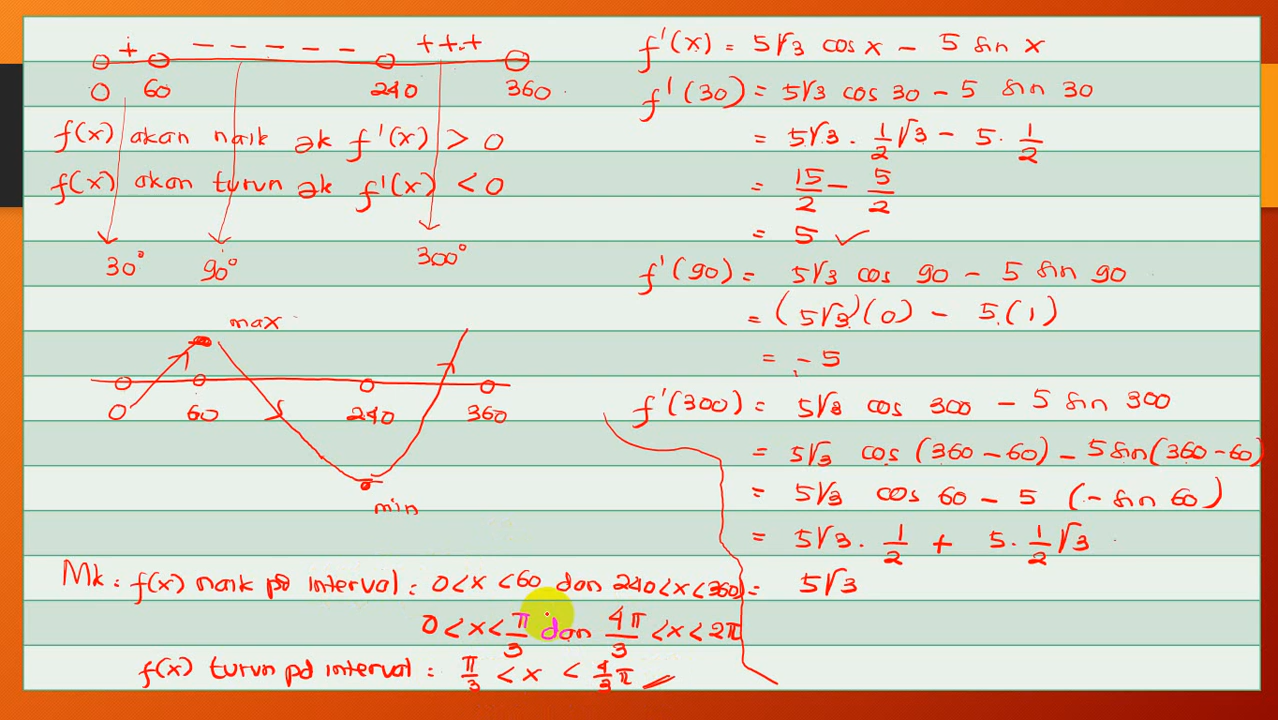 + - - - - - - +++
0 60 240 360
f(x) akan naik jk f'(x) > 0
f(x) akan turun jk f'(x) < 0
30° 90° 300°
max
0 60 240 360
min
Mk : f(x) naik pd interval : 0 < x < 60 dan 240 < x < 360
0 < x < π/3 dan 4π/3 < x < 2π
f(x) turun pd interval : π/3 < x < 4/3 π
f'(x) = 5√3 cos x - 5 sin x
f'(30) = 5√3 cos 30 - 5 sin 30
= 5√3 . 1/2 √3 - 5 . 1/2
= 15/2 - 5/2
= 5 ✓
f'(90) = 5√3 cos 90 - 5 sin 90
= (5√3)(0) - 5.(1)
= -5
f'(300) = 5√3 cos 300 - 5 sin 300
= 5√3 cos (360-60) - 5 sin(360-60)
= 5√3 cos 60 - 5 (- sin 60)
= 5√3 . 1/2 + 5 . 1/2 √3
= 5√3